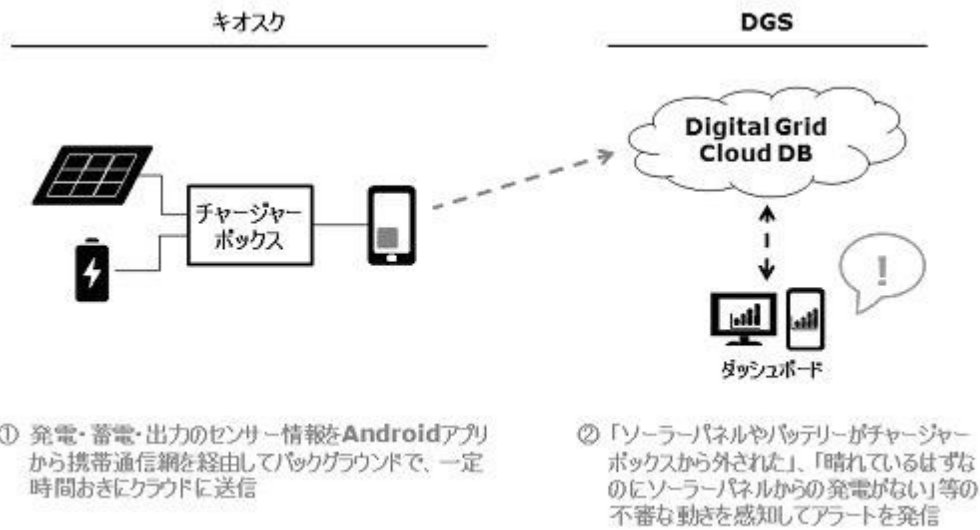 キオスク
DGS
Digital Grid
Cloud DB
チャージャー
ボックス
!
ダッシュボード
① 発電・蓄電・出力のセンサー情報をAndroidアプリ
から携帯通信網を経由してバックグラウンドで、一定
時間おきにクラウドに送信
② 「ソーラーパネルやバッテリーがチャージャー
ボックスから外された」、「晴れているはずな
のにソーラーパネルからの発電がない」等の
不審な動きを感知してアラートを発信